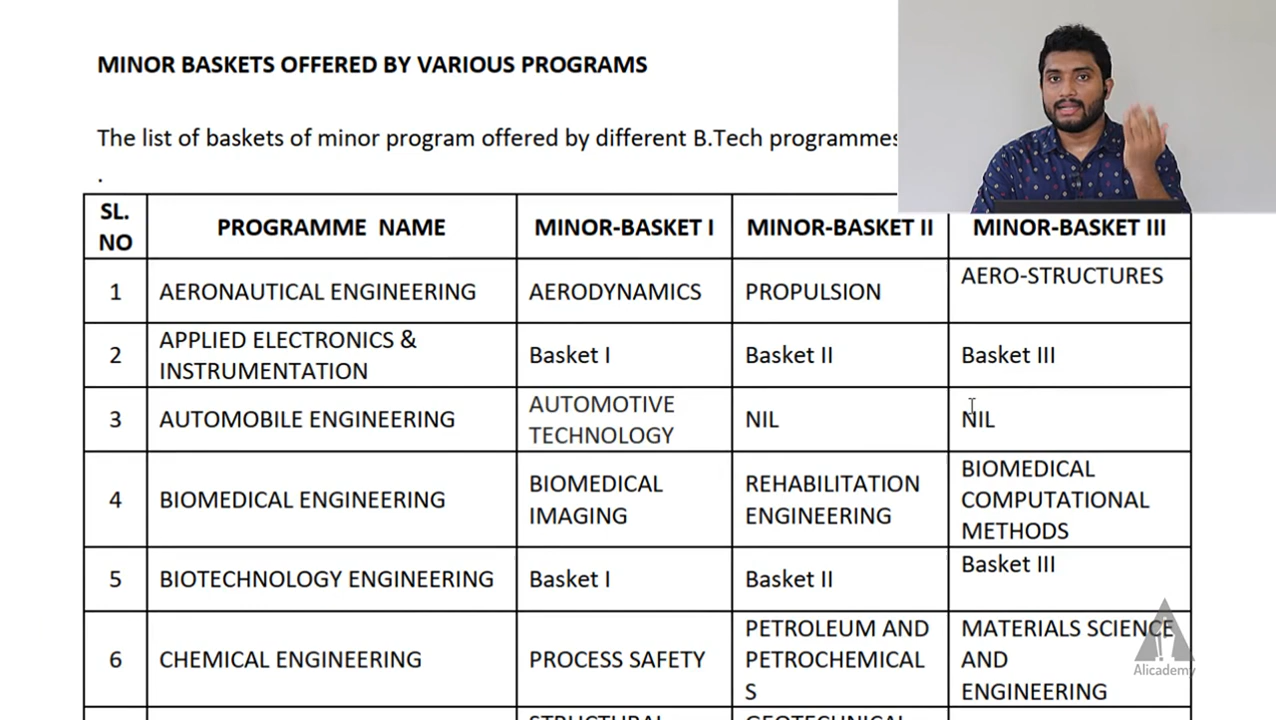 MINOR BASKETS OFFERED BY VARIOUS PROGRAMS
The list of baskets of minor program offered by different B.Tech programmes
.
SL.
NO
PROGRAMME NAME
MINOR-BASKET I
MINOR-BASKET II
MINOR-BASKET III
1
AERONAUTICAL ENGINEERING
AERODYNAMICS
PROPULSION
AERO-STRUCTURES
2
APPLIED ELECTRONICS &
INSTRUMENTATION
Basket I
Basket II
Basket III
3
AUTOMOBILE ENGINEERING
AUTOMOTIVE
TECHNOLOGY
NIL
NIL
4
BIOMEDICAL ENGINEERING
BIOMEDICAL
IMAGING
REHABILITATION
ENGINEERING
BIOMEDICAL
COMPUTATIONAL
METHODS
5
BIOTECHNOLOGY ENGINEERING
Basket I
Basket II
Basket III
6
CHEMICAL ENGINEERING
PROCESS SAFETY
PETROLEUM AND
PETROCHEMICAL
S
MATERIALS SCIENCE
AND
ENGINEERING
STRUCTURAL
GEOTECHNICAL
Alicademy